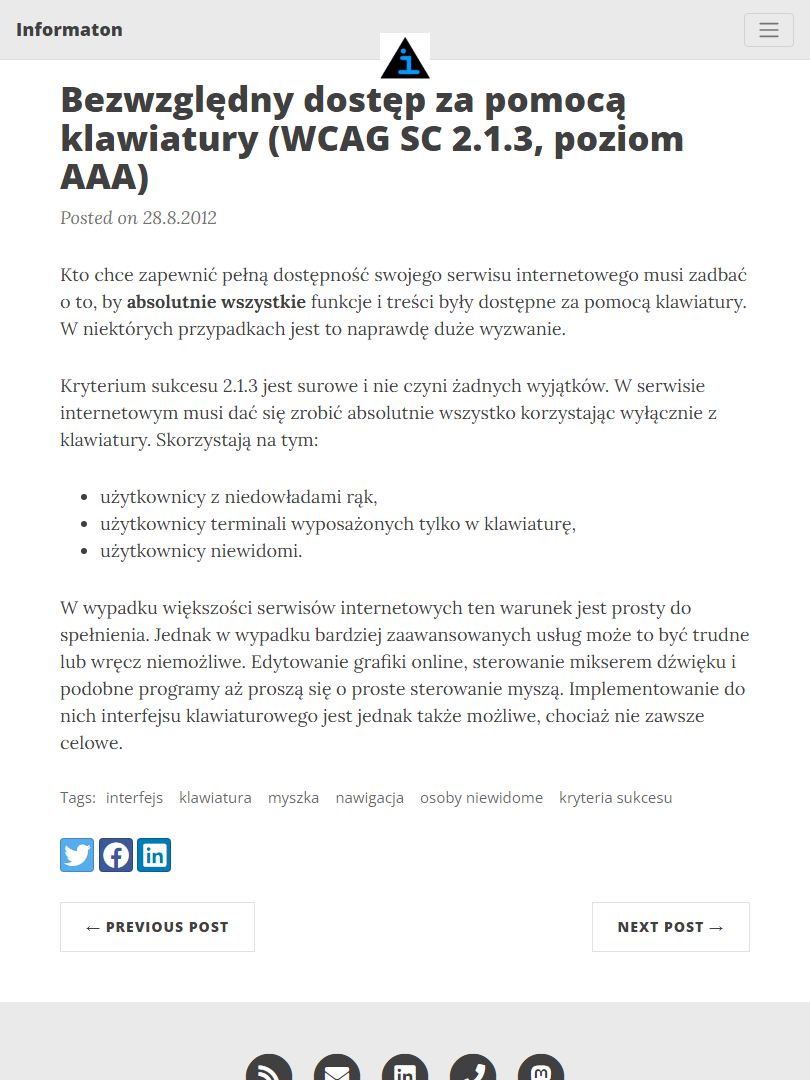 Informaton
i
Bezwzględny dostęp za pomocą
klawiatury (WCAG SC 2.1.3, poziom
AAA)
Posted on 28.8.2012
Kto chce zapewnić pełną dostępność swojego serwisu internetowego musi zadbać
o to, by absolutnie wszystkie funkcje i treści były dostępne za pomocą klawiatury.
W niektórych przypadkach jest to naprawdę duże wyzwanie.
Kryterium sukcesu 2.1.3 jest surowe i nie czyni żadnych wyjątków. W serwisie
internetowym musi dać się zrobić absolutnie wszystko korzystając wyłącznie z
klawiatury. Skorzystają na tym:
• użytkownicy z niedowładami rąk,
• użytkownicy terminali wyposażonych tylko w klawiaturę,
• użytkownicy niewidomi.
W wypadku większości serwisów internetowych ten warunek jest prosty do
spełnienia. Jednak w wypadku bardziej zaawansowanych usług może to być trudne
lub wręcz niemożliwe. Edytowanie grafiki online, sterowanie mikserem dźwięku i
podobne programy aż proszą się o proste sterowanie myszą. Implementowanie do
nich interfejsu klawiaturowego jest jednak także możliwe, chociaż nie zawsze
celowe.
Tags: interfejs klawiatura myszka nawigacja osoby niewidome kryteria sukcesu
← PREVIOUS POST
NEXT POST →